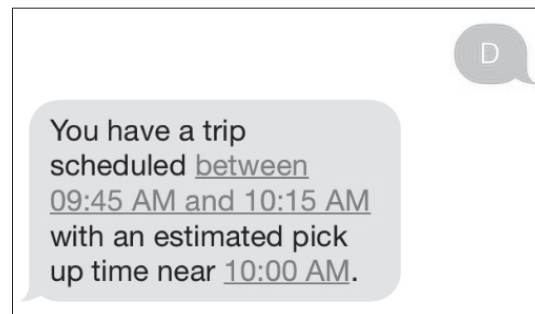 D
You have a trip
scheduled between
09:45 AM and 10:15 AM
with an estimated pick
up time near 10:00 AM.